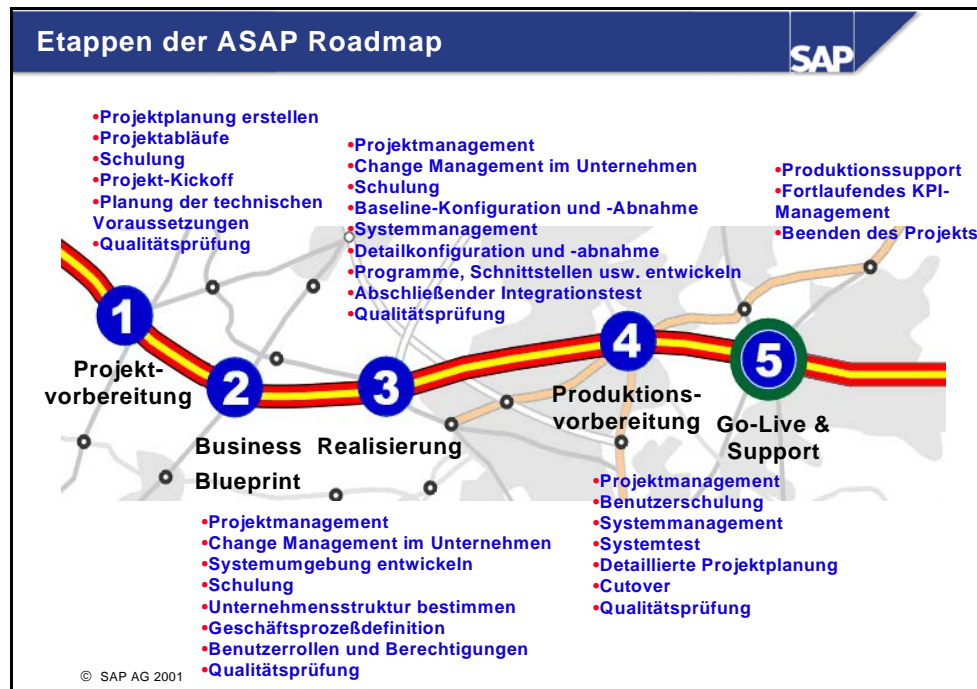 Etappen der ASAP Roadmap
SAP
•Projektplanung erstellen
•Projektabläufe
•Schulung
•Projekt-Kickoff
•Planung der technischen
Voraussetzungen
•Qualitätsprüfung
•Projektmanagement
•Change Management im Unternehmen
•Schulung
•Baseline-Konfiguration und -Abnahme
•Systemmanagement
•Detailkonfiguration und -abnahme
•Programme, Schnittstellen usw. entwickeln
•Abschließender Integrationstest
•Qualitätsprüfung
•Produktionssupport
•Fortlaufendes KPI-
Management
•Beenden des Projekts
1
Projekt-
vorbereitung
2
Business
Blueprint
3
Realisierung
4
Produktions-
vorbereitung
5
Go-Live &
Support
•Projektmanagement
•Change Management im Unternehmen
•Systemumgebung entwickeln
•Schulung
•Unternehmensstruktur bestimmen
•Geschäftsprozeßdefinition
•Benutzerrollen und Berechtigungen
•Qualitätsprüfung
•Projektmanagement
•Benutzerschulung
•Systemmanagement
•Systemtest
•Detaillierte Projektplanung
•Cutover
•Qualitätsprüfung
© SAP AG 2001